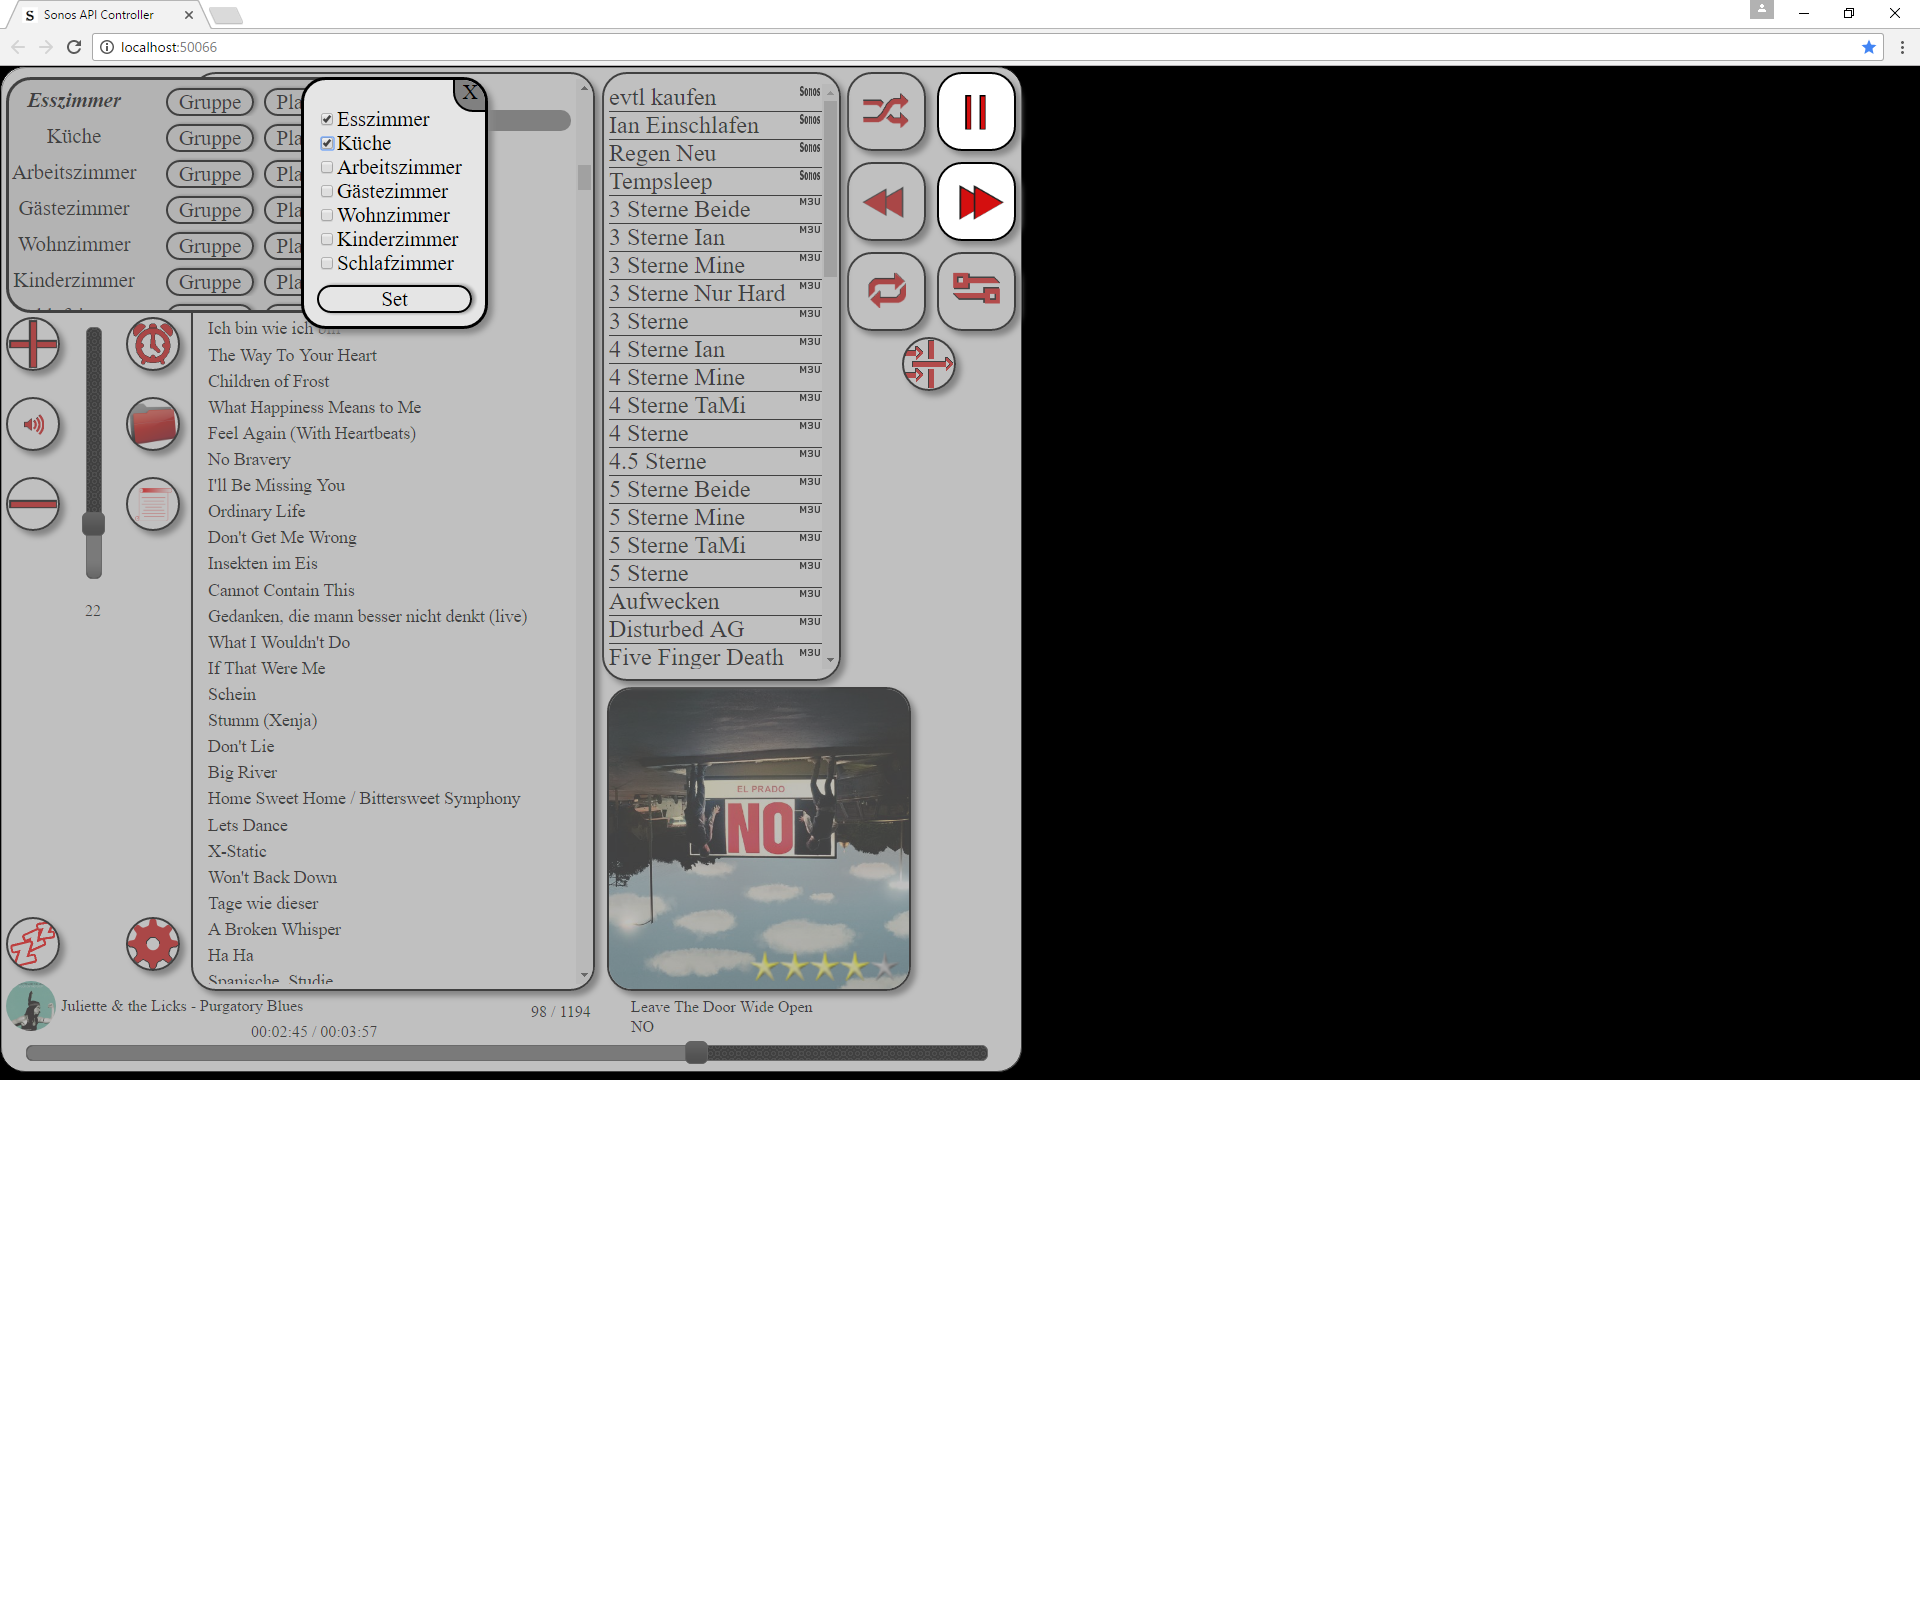 S Sonos API Controller
localhost:50066
Esszimmer Gruppe Pla
Küche Gruppe Pla
Arbeitszimmer Gruppe Pla
Gästezimmer Gruppe Pla
Wohnzimmer Gruppe Pla
Kinderzimmer Gruppe Pla
X
Esszimmer
Küche
Arbeitszimmer
Gästezimmer
Wohnzimmer
Kinderzimmer
Schlafzimmer
Set
22
Ich bin wie ich bin
The Way To Your Heart
Children of Frost
What Happiness Means to Me
Feel Again (With Heartbeats)
No Bravery
I'll Be Missing You
Ordinary Life
Don't Get Me Wrong
Insekten im Eis
Cannot Contain This
Gedanken, die mann besser nicht denkt (live)
What I Wouldn't Do
If That Were Me
Schein
Stumm (Xenja)
Don't Lie
Big River
Home Sweet Home / Bittersweet Symphony
Lets Dance
X-Static
Won't Back Down
Tage wie dieser
A Broken Whisper
Ha Ha
Spanische Studie
evtl kaufen Sonos
Ian Einschlafen Sonos
Regen Neu Sonos
Tempsleep Sonos
3 Sterne Beide M3U
3 Sterne Ian M3U
3 Sterne Mine M3U
3 Sterne Nur Hard M3U
3 Sterne M3U
4 Sterne Ian M3U
4 Sterne Mine M3U
4 Sterne TaMi M3U
4 Sterne M3U
4.5 Sterne M3U
5 Sterne Beide M3U
5 Sterne Mine M3U
5 Sterne TaMi M3U
5 Sterne M3U
Aufwecken M3U
Disturbed AG M3U
Five Finger Death M3U
EL PRADO
NO
Juliette & the Licks - Purgatory Blues
00:02:45 / 00:03:57
98 / 1194
Leave The Door Wide Open
NO